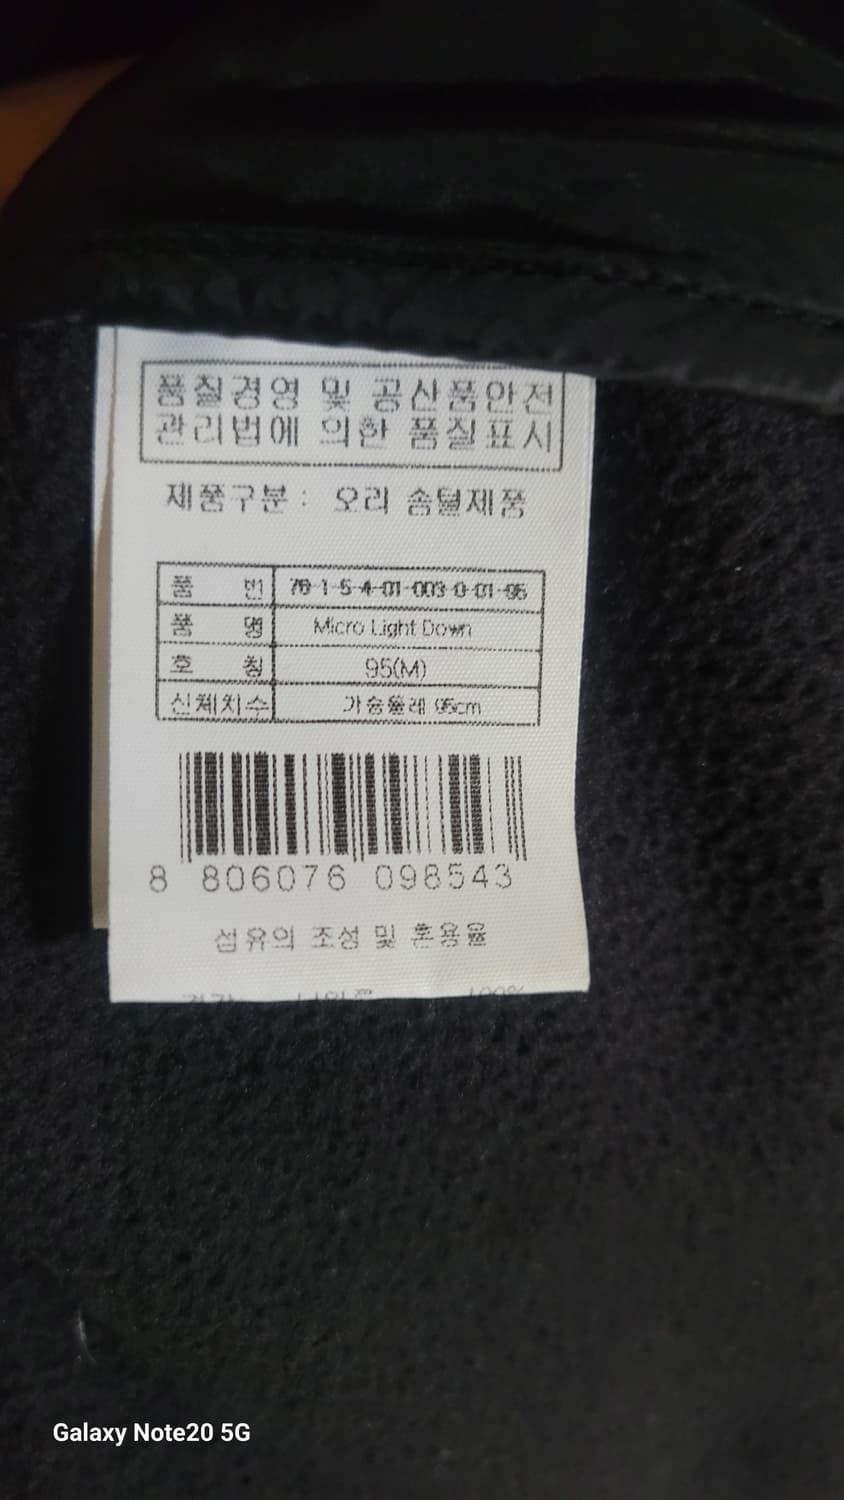 품질경영 및 공산품안전
관리법에 의한 품질표시
제품구분 : 오리 솜털제품
품 번 76-1-5-4-01-003-0-01-95
품 명 Micro Light Down
호 칭 95(M)
신체치수 가슴둘레 95cm
8 806076 098543
섬유의 조성 및 혼용율
100%
Galaxy Note20 5G